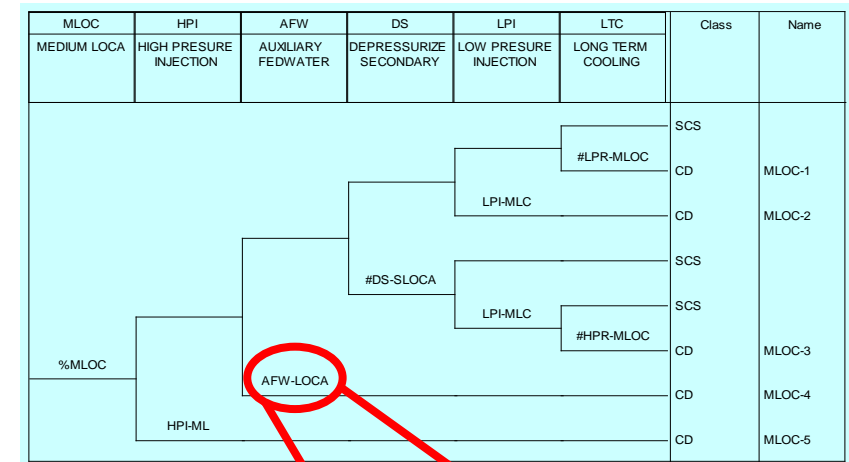 MLOC HPI AFW DS LPI LTC Class Name
MEDIUM LOCA HIGH PRESURE AUXILIARY DEPRESSURIZE LOW PRESURE LONG TERM
INJECTION FEDWATER SECONDARY INJECTION COOLING
SCS
#LPR-MLOC
CD MLOC-1
LPI-MLC
CD MLOC-2
SCS
#DS-SLOCA
SCS
LPI-MLC
#HPR-MLOC
CD MLOC-3
%MLOC
AFW-LOCA
CD MLOC-4
HPI-ML
CD MLOC-5